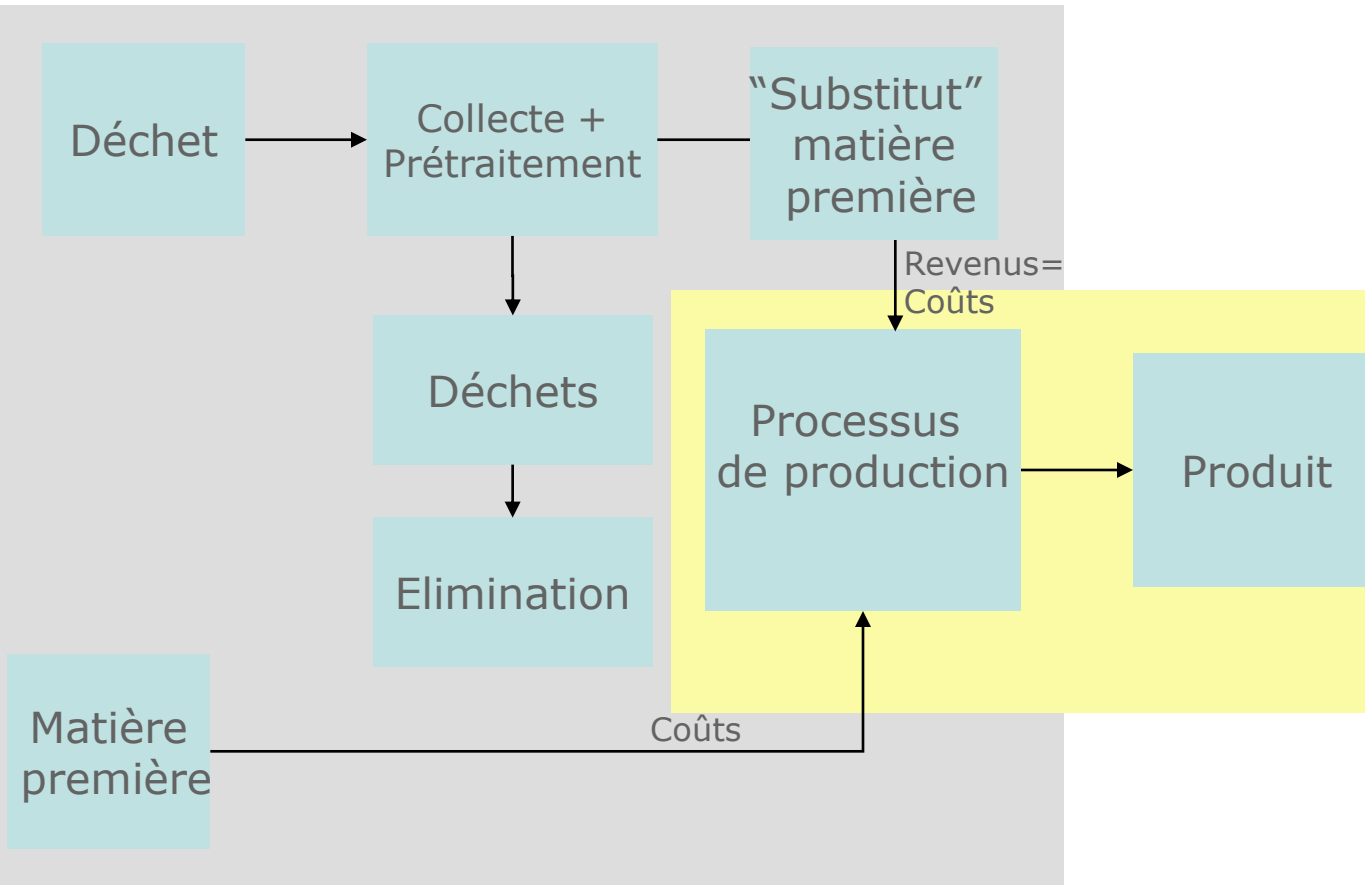 Déchet
Collecte +
Prétraitement
“Substitut”
matière
première
Revenus=
Coûts
Déchets
Processus
de production
Produit
Elimination
Matière
première
Coûts